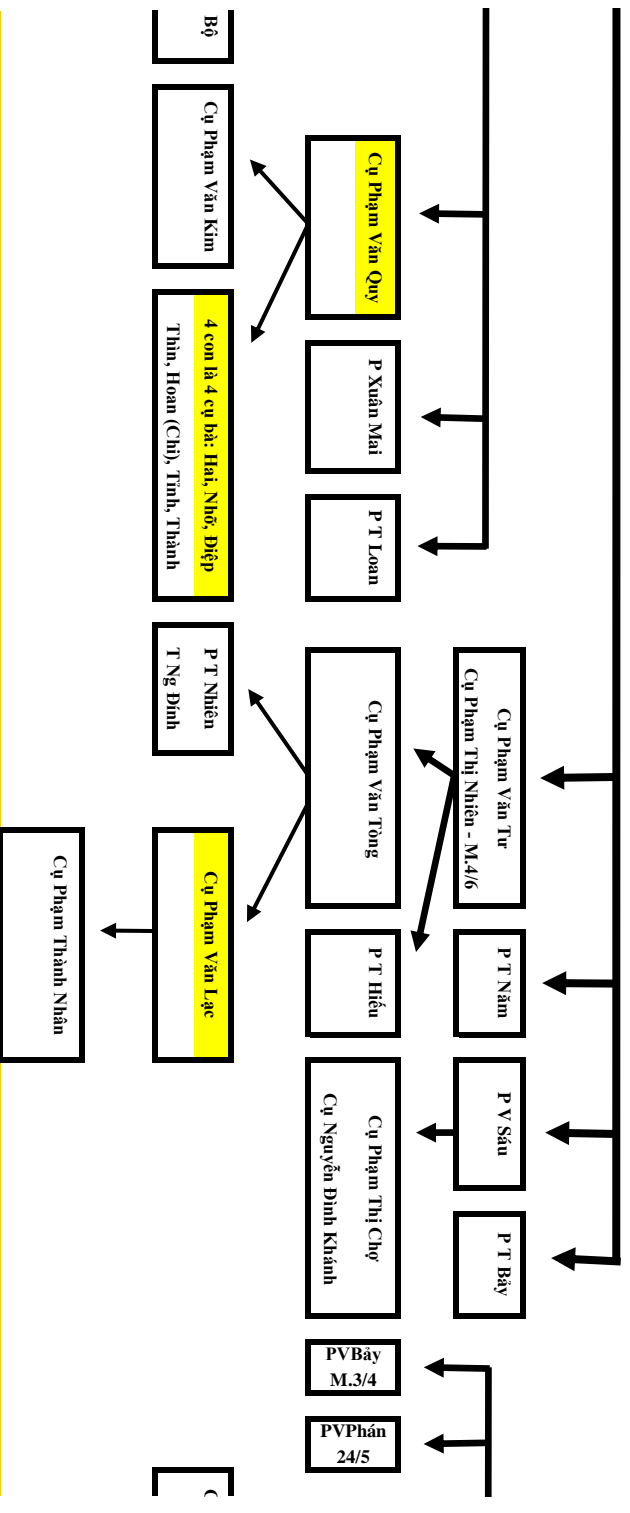 Bộ
Cụ Phạm Văn Kim
Cụ Phạm Văn Quy
4 con là 4 cụ bà: Hai, Nhỡ, Điệp
Thìn, Hoan (Chi), Tỉnh, Thành
P Xuân Mai
P T Loan
P T Nhiên
T Ng Đính
Cụ Phạm Văn Tòng
Cụ Phạm Văn Tư
Cụ Phạm Thị Nhiên - M.4/6
Cụ Phạm Văn Lạc
Cụ Phạm Thành Nhân
P T Hiếu
P T Năm
Cụ Phạm Thị Chợ
Cụ Nguyễn Đình Khánh
P V Sáu
P T Bảy
PVBảy
M.3/4
PVPhán
24/5